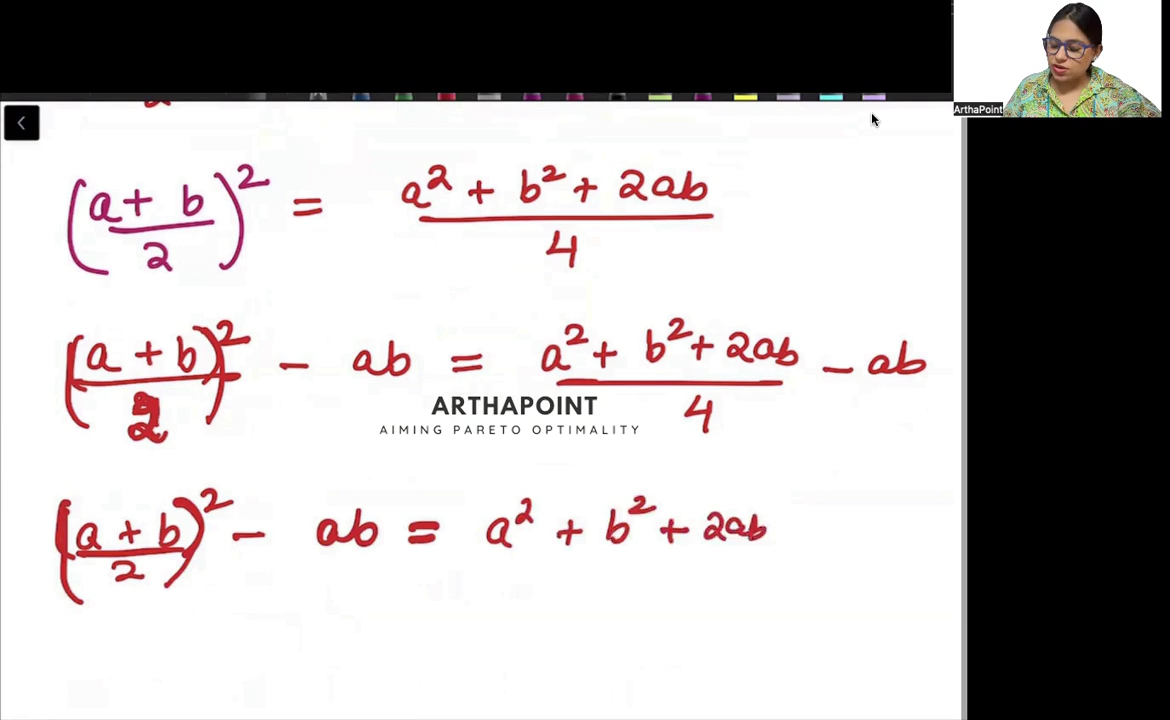 ArthaPoint
(a + b / 2)² = a² + b² + 2ab / 4
(a + b / 2)² - ab = a² + b² + 2ab / 4 - ab
ARTHAPOINT
AIMING PARETO OPTIMALITY
(a + b / 2)² - ab = a² + b² + 2ab